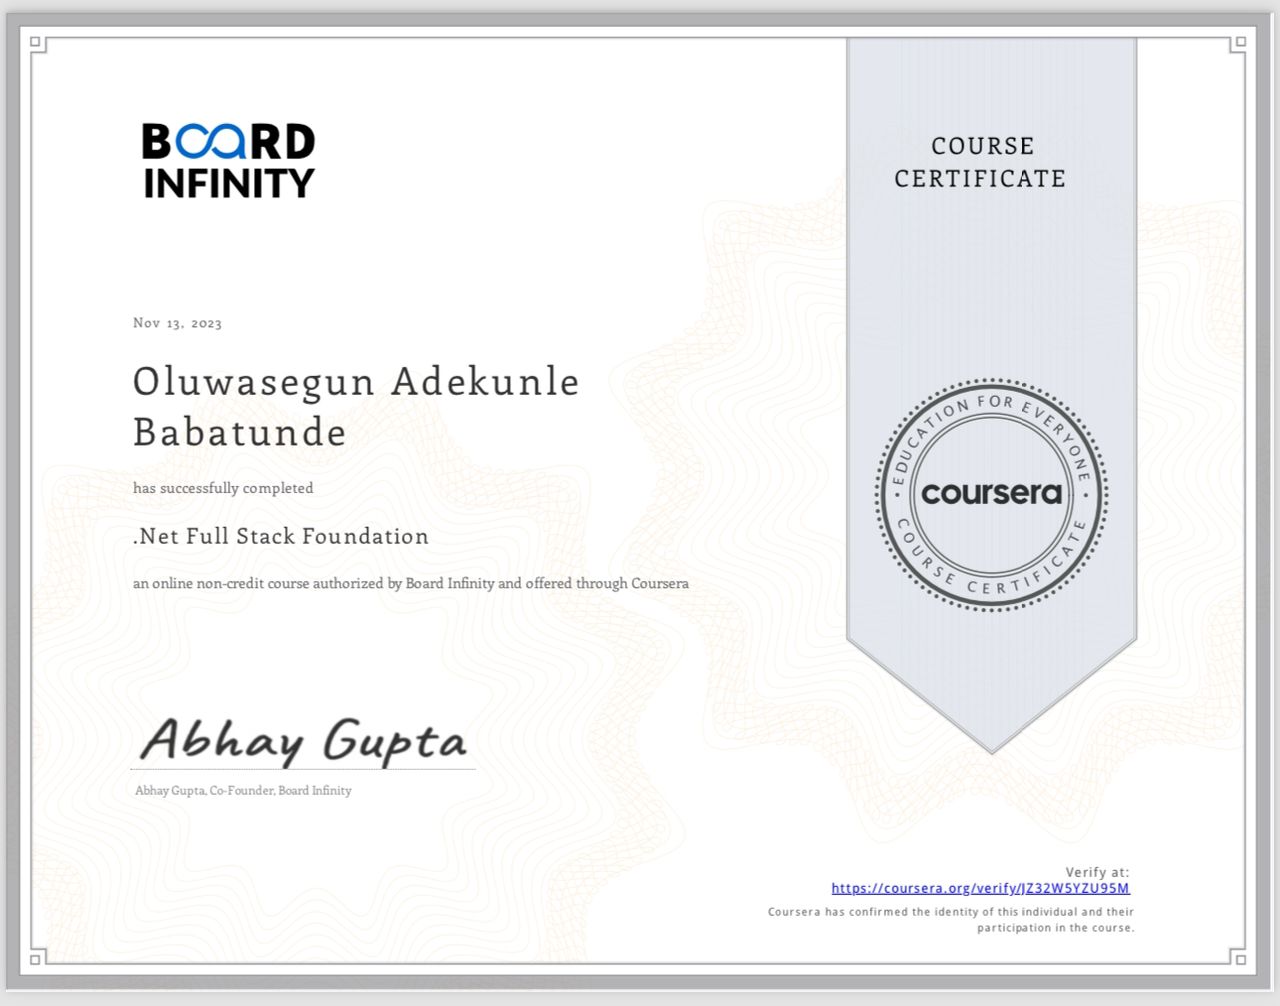 BOARD
INFINITY
COURSE
CERTIFICATE
Nov 13, 2023
Oluwasegun Adekunle
Babatunde
has successfully completed
.Net Full Stack Foundation
an online non-credit course authorized by Board Infinity and offered through Coursera
EDUCATION FOR EVERYONE
coursera
COURSE CERTIFICATE
Abhay Gupta
Abhay Gupta, Co-Founder, Board Infinity
Verify at:
https://coursera.org/verify/JZ32W5YZU95M
Coursera has confirmed the identity of this individual and their
participation in the course.